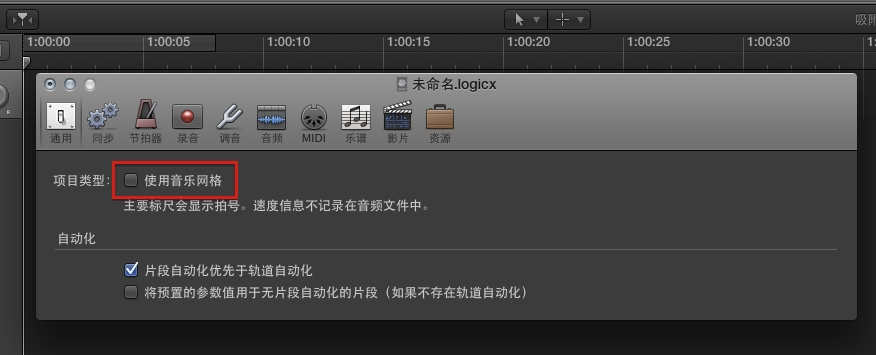 吸附
1:00:00 1:00:05 1:00:10 1:00:15 1:00:20 1:00:25 1:00:30
R
未命名.logicx
通用 同步 节拍器 录音 调音 音频 MIDI 乐谱 影片 资源
项目类型： 使用音乐网格
主要标尺会显示拍号。速度信息不记录在音频文件中。
自动化
片段自动化优先于轨道自动化
将预置的参数值用于无片段自动化的片段（如果不存在轨道自动化）